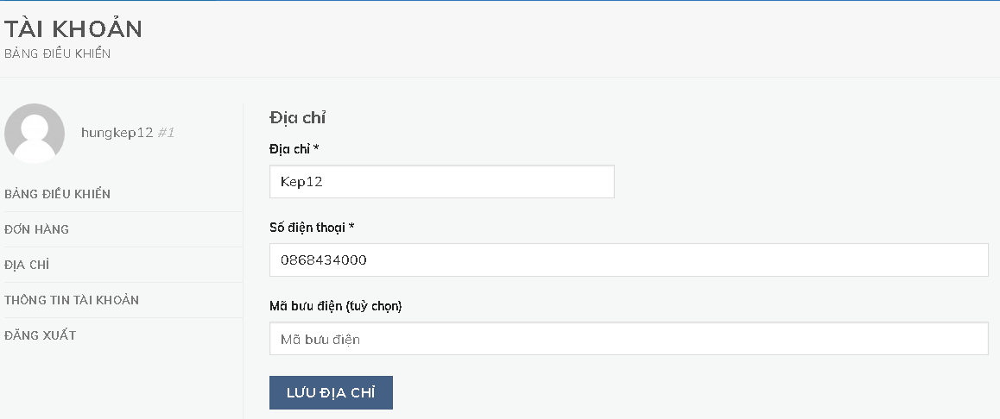 TÀI KHOẢN
BẢNG ĐIỀU KHIỂN
hungkep12 #1
BẢNG ĐIỀU KHIỂN
ĐƠN HÀNG
ĐỊA CHỈ
THÔNG TIN TÀI KHOẢN
ĐĂNG XUẤT
Địa chỉ
Địa chỉ *
Kep12
Số điện thoại *
0868434000
Mã bưu điện (tuỳ chọn)
Mã bưu điện
LƯU ĐỊA CHỈ